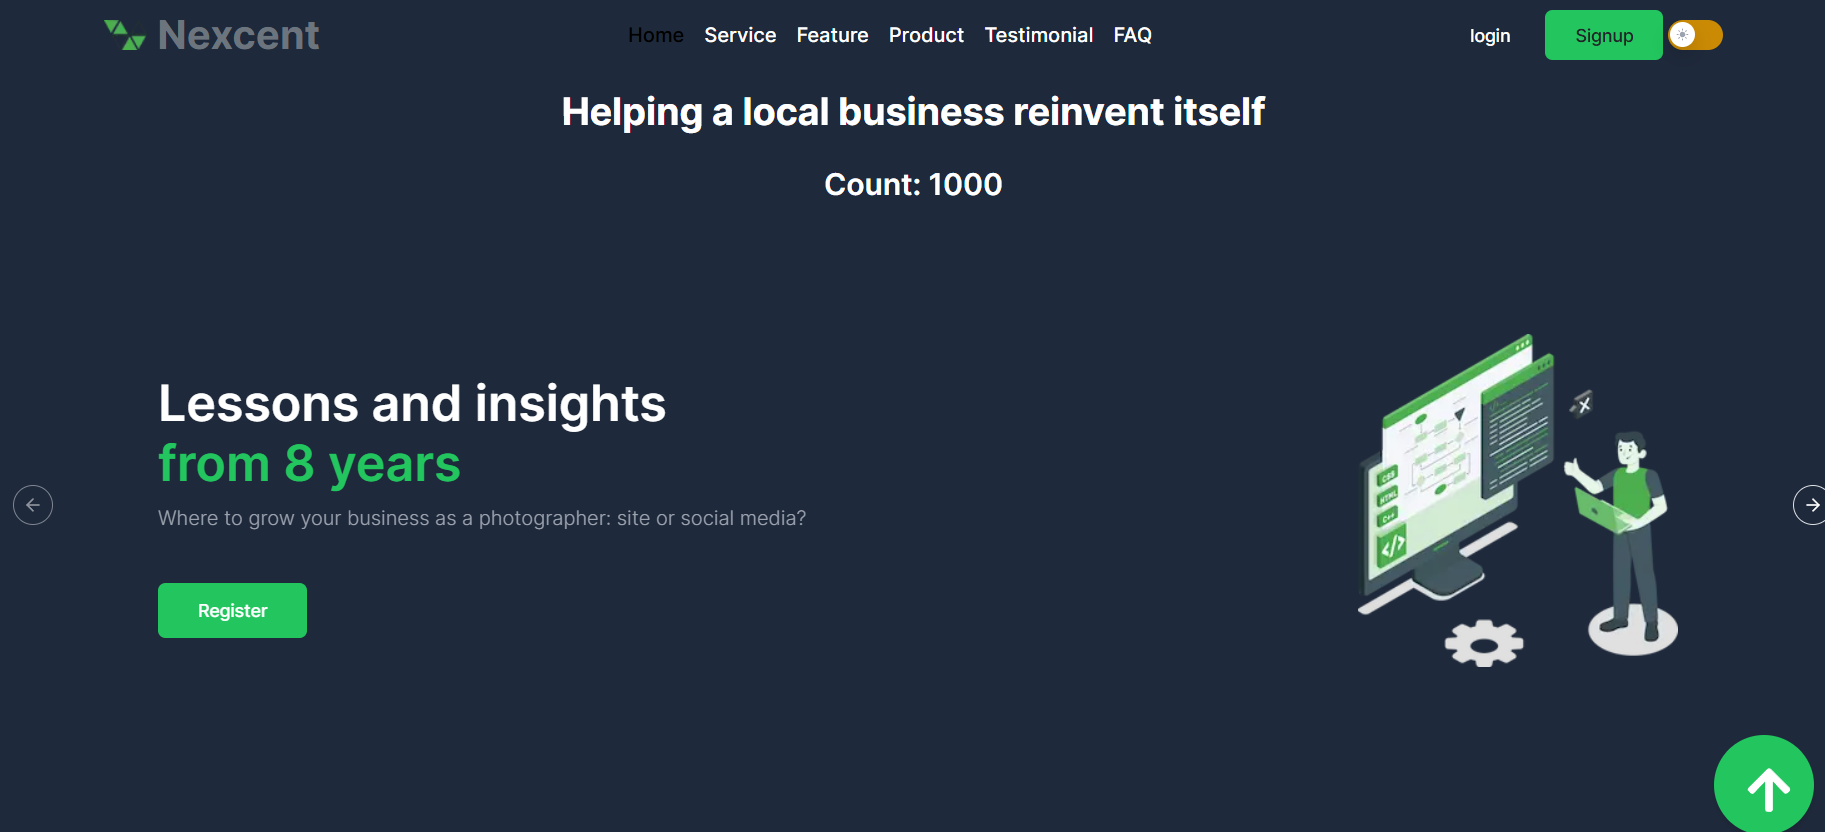 Nexcent
Home Service Feature Product Testimonial FAQ
login
Signup
Helping a local business reinvent itself
Count: 1000
Lessons and insights
from 8 years
Where to grow your business as a photographer: site or social media?
Register
CSS
HTML
C++
</>
X